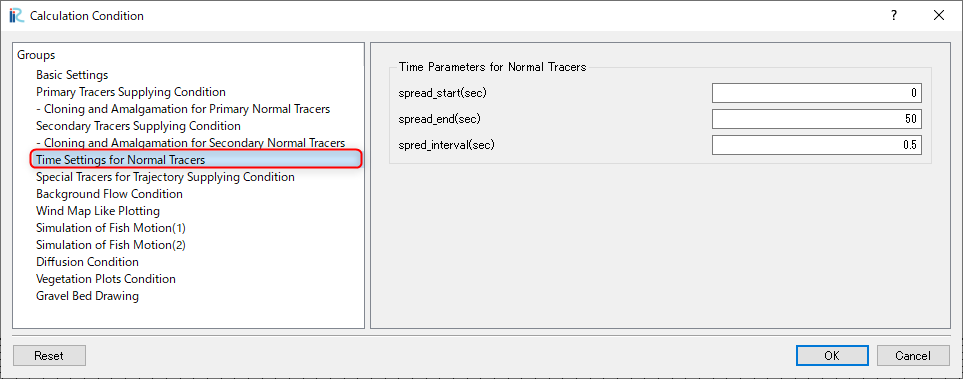 Calculation Condition
?
Groups
Basic Settings
Primary Tracers Supplying Condition
- Cloning and Amalgamation for Primary Normal Tracers
Secondary Tracers Supplying Condition
- Cloning and Amalgamation for Secondary Normal Tracers
Time Settings for Normal Tracers
Special Tracers for Trajectory Supplying Condition
Background Flow Condition
Wind Map Like Plotting
Simulation of Fish Motion(1)
Simulation of Fish Motion(2)
Diffusion Condition
Vegetation Plots Condition
Gravel Bed Drawing
Time Parameters for Normal Tracers
spread_start(sec) 0
spread_end(sec) 50
spred_interval(sec) 0.5
Reset
OK
Cancel